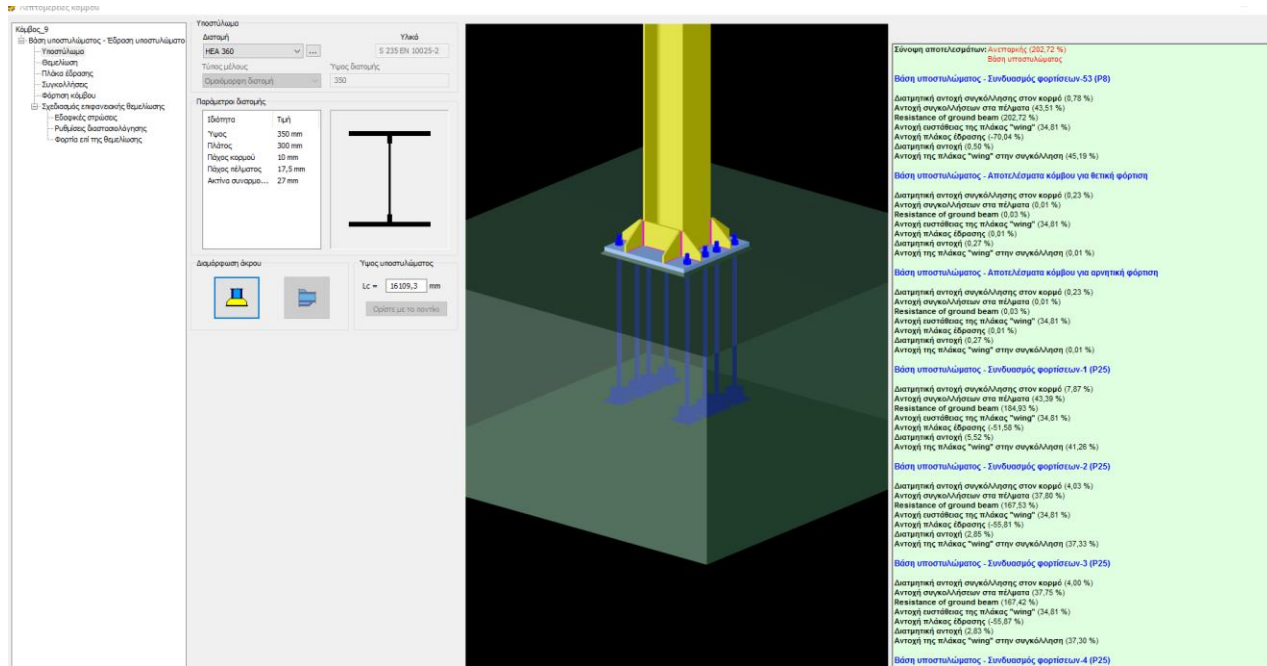 Λεπτομέρειες κόμβου
Κόμβος_9
Βάση υποστυλώματος - Έδραση υποστυλώματο
Υποστύλωμα
Θεμελίωση
Πλάκα έδρασης
Συγκολλήσεις
Φόρτιση κόμβου
Σχεδιασμός επιφανειακής θεμελίωσης
Εδαφικές στρώσεις
Ρυθμίσεις διαστασιολόγησης
Φορτία επί της θεμελίωσης
Υποστύλωμα
Διατομή
Υλικό
HEA 360
...
S 235 EN 10025-2
Τύπος μέλους
Ύψος διατομής
Ομοιόμορφη διατομή
350
Παράμετροι διατομής
Ιδιότητα Τιμή
Ύψος 350 mm
Πλάτος 300 mm
Πάχος κορμού 10 mm
Πάχος πέλματος 17,5 mm
Ακτίνα συναρμο... 27 mm
Διαμόρφωση άκρου
Ύψος υποστυλώματος
Lc = 16109,3 mm
Ορίστε με το ποντίκι
Σύνοψη αποτελεσμάτων: Ανεπαρκής (202,72 %)
Βάση υποστυλώματος
Βάση υποστυλώματος - Συνδυασμός φορτίσεων-53 (P8)
Διατμητική αντοχή συγκόλλησης στον κορμό (0,78 %)
Αντοχή συγκολλήσεων στα πέλματα (43,51 %)
Resistance of ground beam (202,72 %)
Αντοχή ευστάθειας της πλάκας "wing" (34,81 %)
Αντοχή πλάκας έδρασης (-70,04 %)
Διατμητική αντοχή (0,50 %)
Αντοχή της πλάκας "wing" στην συγκόλληση (45,19 %)
Βάση υποστυλώματος - Αποτελέσματα κόμβου για θετική φόρτιση
Διατμητική αντοχή συγκόλλησης στον κορμό (0,23 %)
Αντοχή συγκολλήσεων στα πέλματα (0,01 %)
Resistance of ground beam (0,03 %)
Αντοχή ευστάθειας της πλάκας "wing" (34,81 %)
Αντοχή πλάκας έδρασης (0,01 %)
Διατμητική αντοχή (0,27 %)
Αντοχή της πλάκας "wing" στην συγκόλληση (0,01 %)
Βάση υποστυλώματος - Αποτελέσματα κόμβου για αρνητική φόρτιση
Διατμητική αντοχή συγκόλλησης στον κορμό (0,23 %)
Αντοχή συγκολλήσεων στα πέλματα (0,01 %)
Resistance of ground beam (0,03 %)
Αντοχή ευστάθειας της πλάκας "wing" (34,81 %)
Αντοχή πλάκας έδρασης (0,01 %)
Διατμητική αντοχή (0,27 %)
Αντοχή της πλάκας "wing" στην συγκόλληση (0,01 %)
Βάση υποστυλώματος - Συνδυασμός φορτίσεων-1 (P25)
Διατμητική αντοχή συγκόλλησης στον κορμό (7,87 %)
Αντοχή συγκολλήσεων στα πέλματα (43,39 %)
Resistance of ground beam (184,93 %)
Αντοχή ευστάθειας της πλάκας "wing" (34,81 %)
Αντοχή πλάκας έδρασης (-51,58 %)
Διατμητική αντοχή (5,52 %)
Αντοχή της πλάκας "wing" στην συγκόλληση (41,26 %)
Βάση υποστυλώματος - Συνδυασμός φορτίσεων-2 (P25)
Διατμητική αντοχή συγκόλλησης στον κορμό (4,03 %)
Αντοχή συγκολλήσεων στα πέλματα (37,80 %)
Resistance of ground beam (167,53 %)
Αντοχή ευστάθειας της πλάκας "wing" (34,81 %)
Αντοχή πλάκας έδρασης (-55,81 %)
Διατμητική αντοχή (2,85 %)
Αντοχή της πλάκας "wing" στην συγκόλληση (37,33 %)
Βάση υποστυλώματος - Συνδυασμός φορτίσεων-3 (P25)
Διατμητική αντοχή συγκόλλησης στον κορμό (4,00 %)
Αντοχή συγκολλήσεων στα πέλματα (37,75 %)
Resistance of ground beam (167,42 %)
Αντοχή ευστάθειας της πλάκας "wing" (34,81 %)
Αντοχή πλάκας έδρασης (-55,87 %)
Διατμητική αντοχή (2,83 %)
Αντοχή της πλάκας "wing" στην συγκόλληση (37,30 %)
Βάση υποστυλώματος - Συνδυασμός φορτίσεων-4 (P25)